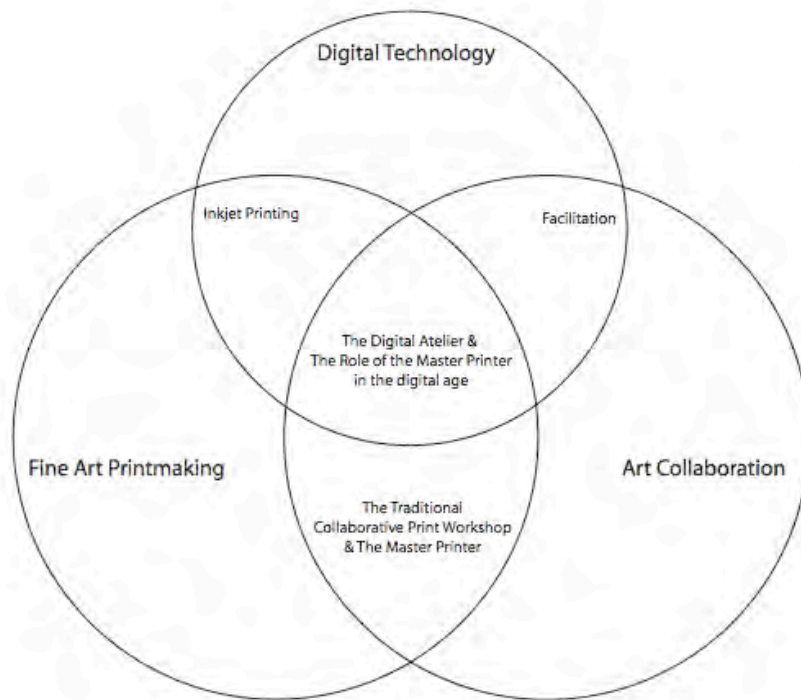 Digital Technology
Inkjet Printing
Facilitation
The Digital Atelier &
The Role of the Master Printer
in the digital age
Fine Art Printmaking
Art Collaboration
The Traditional
Collaborative Print Workshop
& The Master Printer